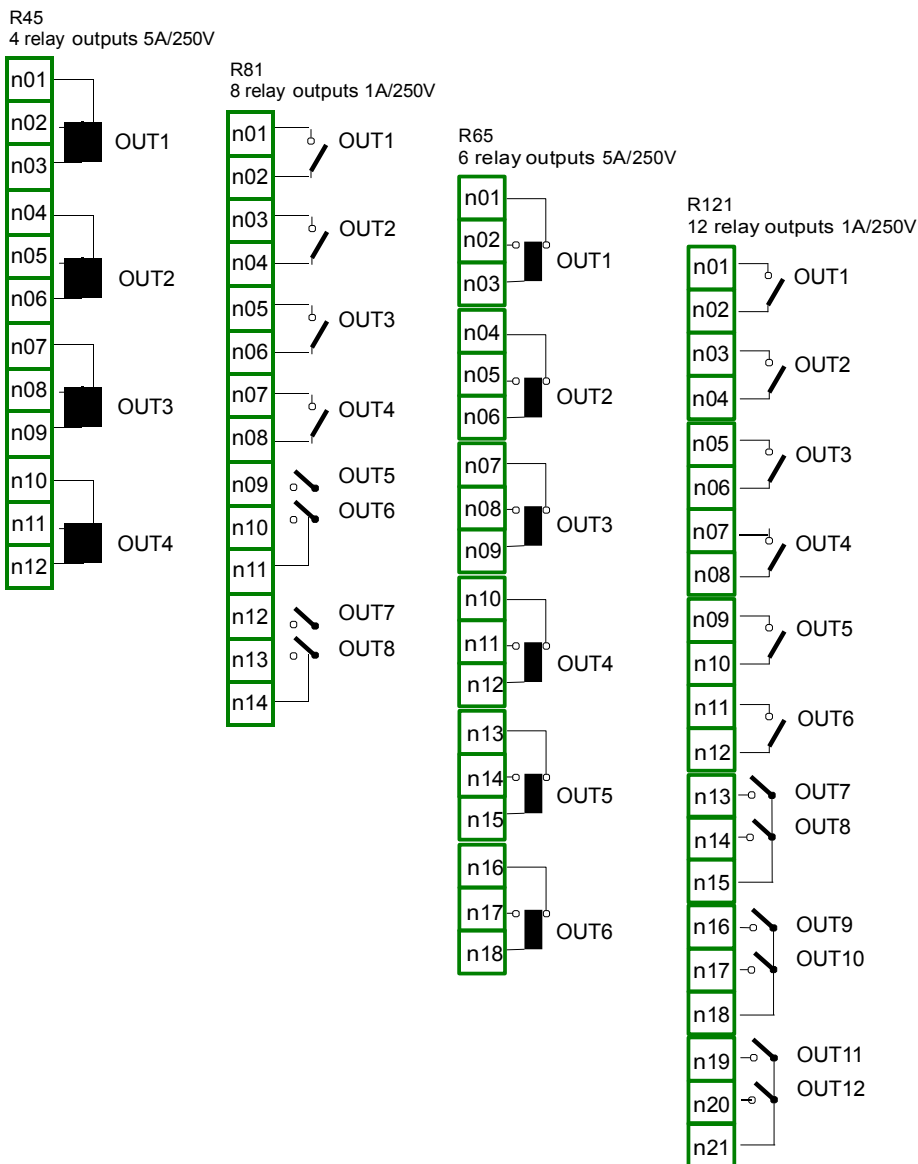 R45
4 relay outputs 5A/250V
n01
n02
n03
n04
n05
n06
n07
n08
n09
n10
n11
n12
OUT1
OUT2
OUT3
OUT4
R81
8 relay outputs 1A/250V
n01
n02
n03
n04
n05
n06
n07
n08
n09
n10
n11
n12
n13
n14
OUT1
OUT2
OUT3
OUT4
OUT5
OUT6
OUT7
OUT8
R65
6 relay outputs 5A/250V
n01
n02
n03
n04
n05
n06
n07
n08
n09
n10
n11
n12
n13
n14
n15
n16
n17
n18
OUT1
OUT2
OUT3
OUT4
OUT5
OUT6
R121
12 relay outputs 1A/250V
n01
n02
n03
n04
n05
n06
n07
n08
n09
n10
n11
n12
n13
n14
n15
n16
n17
n18
n19
n20
n21
OUT1
OUT2
OUT3
OUT4
OUT5
OUT6
OUT7
OUT8
OUT9
OUT10
OUT11
OUT12